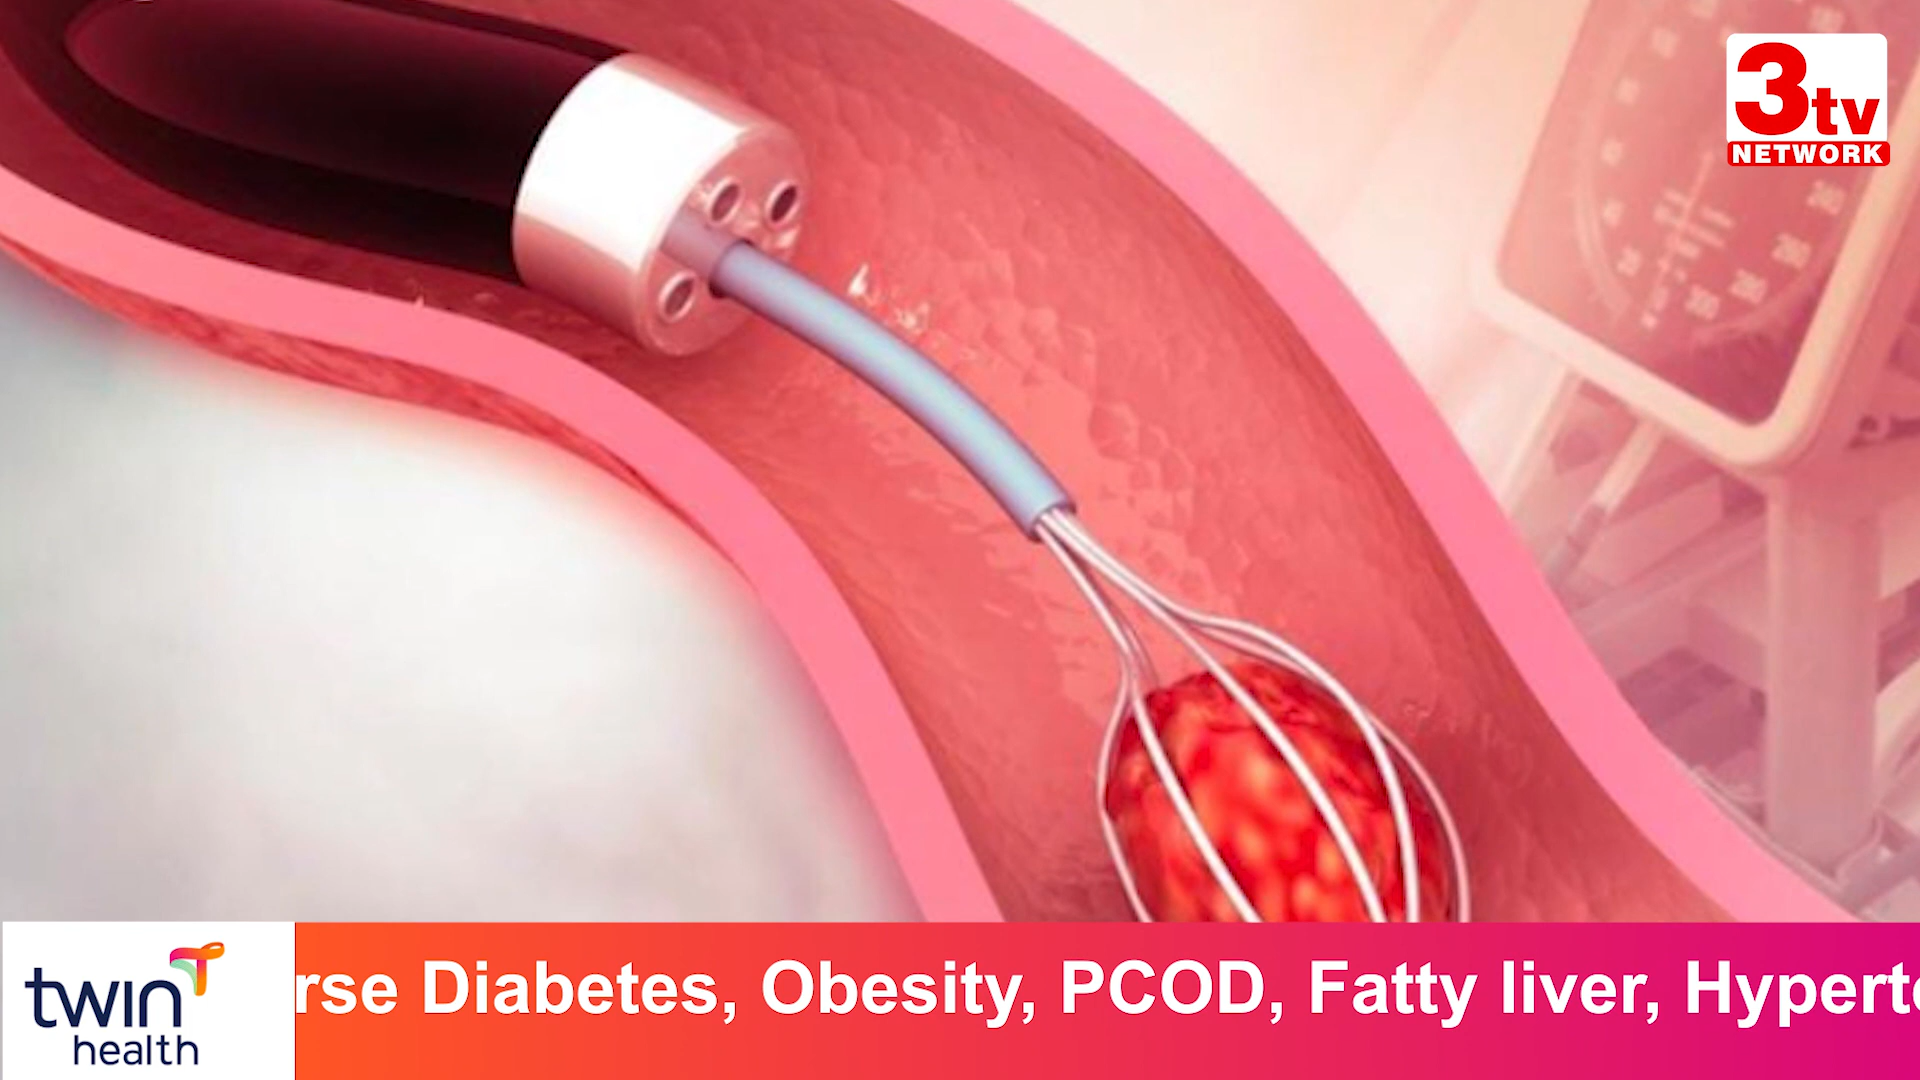 3tv
NETWORK
twin
health
rse Diabetes, Obesity, PCOD, Fatty liver, Hyperte